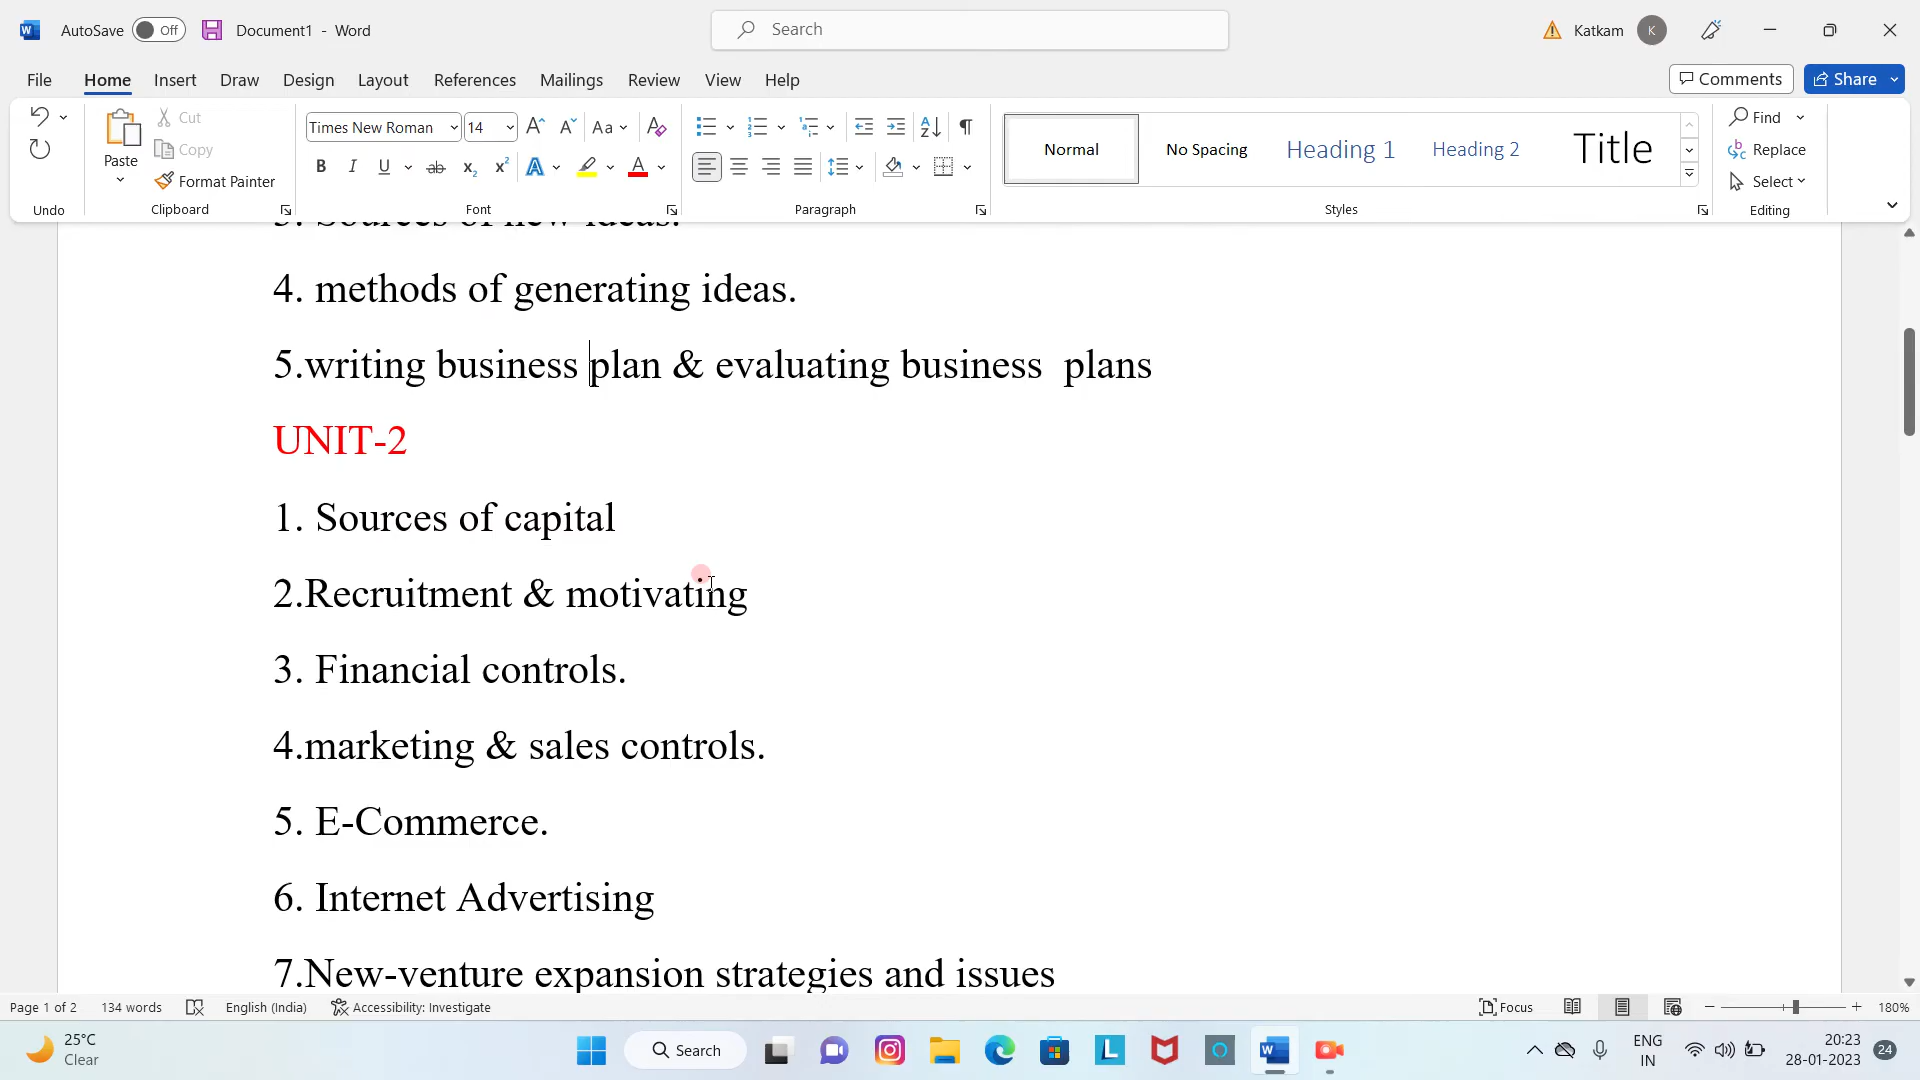 AutoSave Off Document1 - Word Search Katkam K
File Home Insert Draw Design Layout References Mailings Review View Help Comments Share
Paste Cut Copy Format Painter
Times New Roman 14 Aa
Normal No Spacing Heading 1 Heading 2 Title
Find Replace Select
Undo Clipboard Font Paragraph Styles Editing
3. Sources of new ideas.
4. methods of generating ideas.
5.writing business plan & evaluating business  plans
UNIT-2
1. Sources of capital
2.Recruitment & motivating
3. Financial controls.
4.marketing & sales controls.
5. E-Commerce.
6. Internet Advertising
7.New-venture expansion strategies and issues
Page 1 of 2 134 words English (India) Accessibility: Investigate Focus 180%
25°C
Clear
Search
ENG
IN
20:23
28-01-2023
24